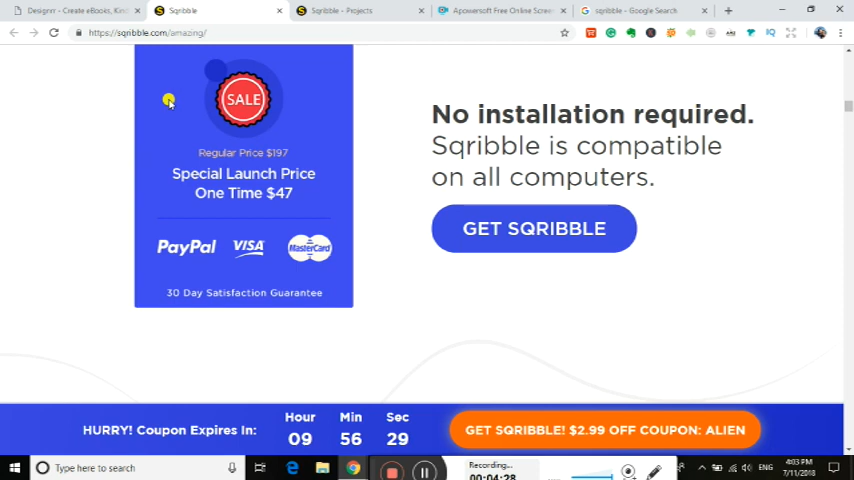 Designrr - Create eBooks, Kind
Sqribble
Sqribble - Projects
Apowersoft Free Online Screen
sqribble - Google Search
https://sqribble.com/amazing/
SALE
Regular Price $197
Special Launch Price
One Time $47
PayPal VISA MasterCard
30 Day Satisfaction Guarantee
No installation required.
Sqribble is compatible
on all computers.
GET SQRIBBLE
HURRY! Coupon Expires In:
Hour Min Sec
09 56 29
GET SQRIBBLE! $2.99 OFF COUPON: ALIEN
Type here to search
Recording...
00:04:28
ENG
4:03 PM
7/11/2018